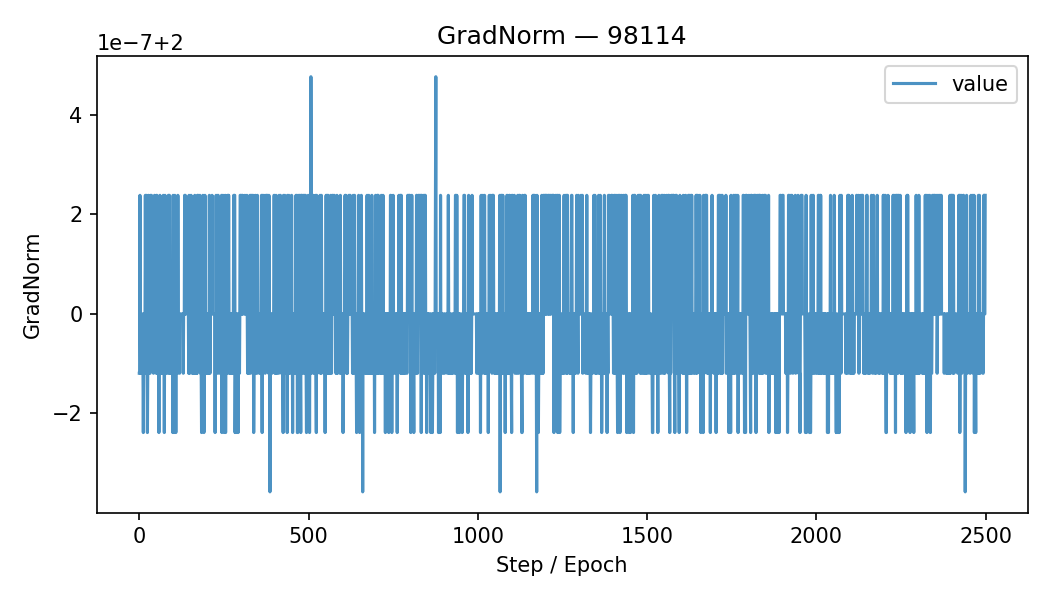 GradNorm — 98114
1e−7+2
value
GradNorm
4
2
0
−2
0 500 1000 1500 2000 2500
Step / Epoch